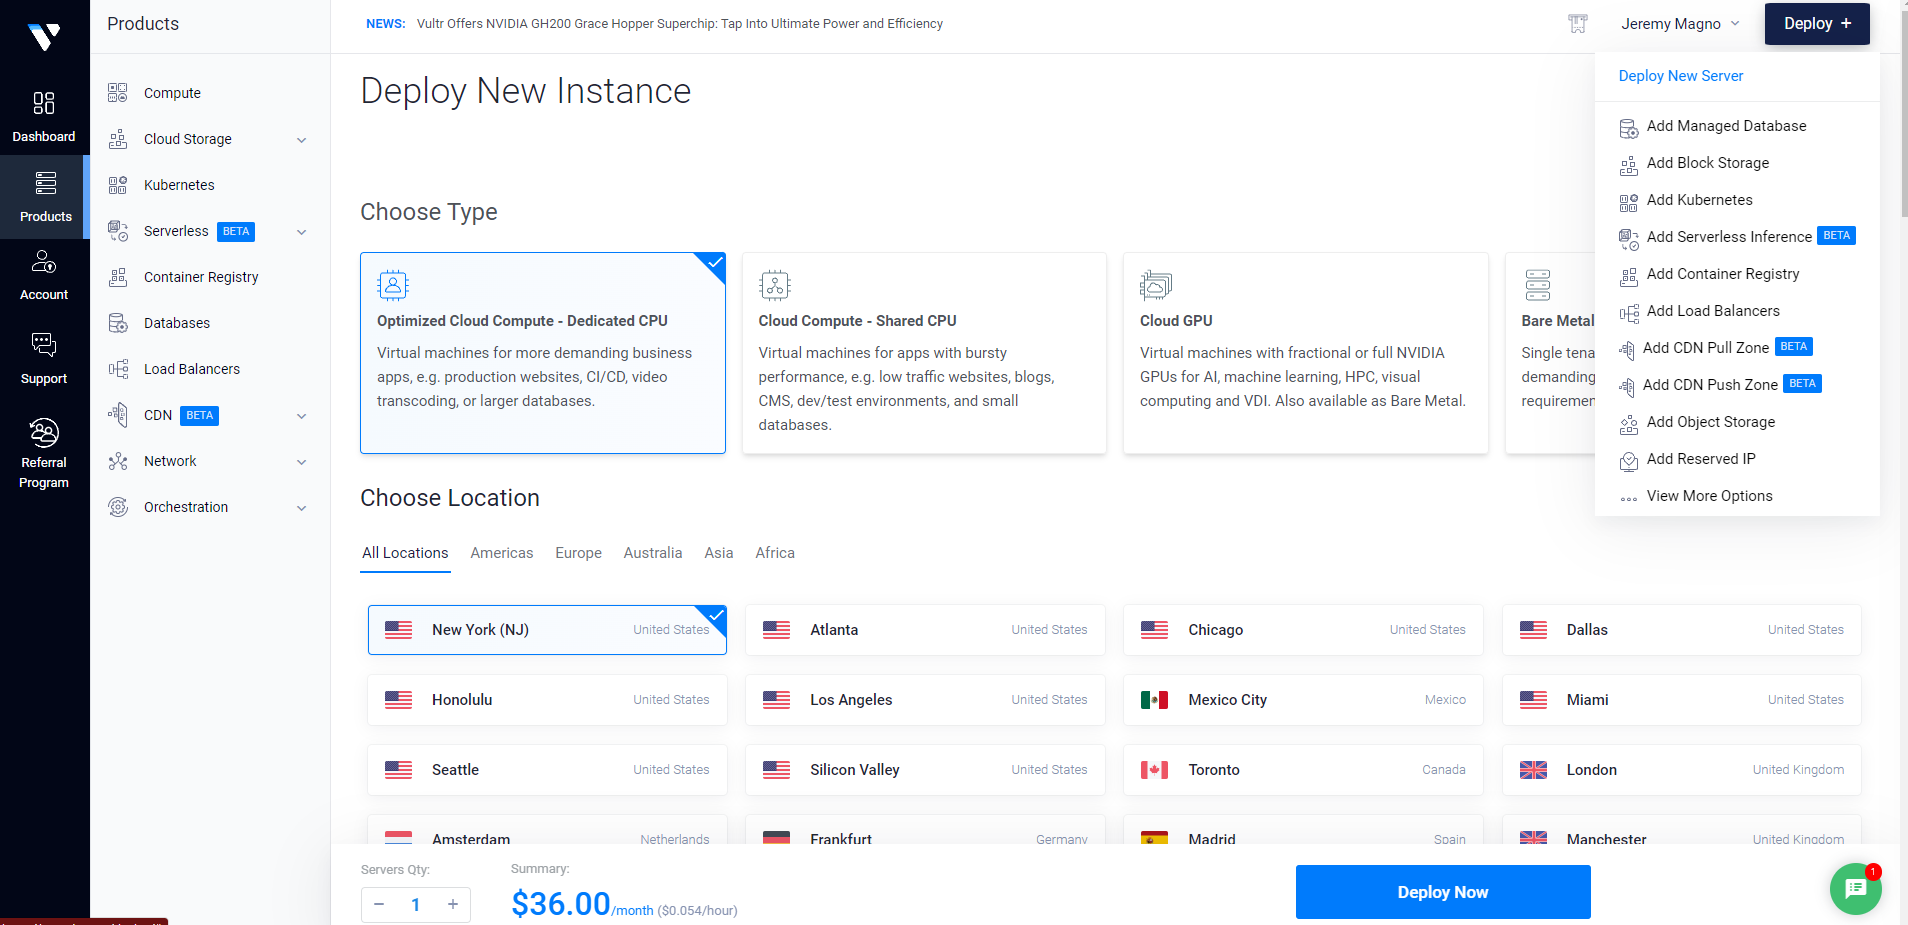 Products
NEWS: Vultr Offers NVIDIA GH200 Grace Hopper Superchip: Tap Into Ultimate Power and Efficiency
Jeremy Magno
Deploy +
Dashboard
Products
Account
Support
Referral
Program
Compute
Cloud Storage
Kubernetes
Serverless BETA
Container Registry
Databases
Load Balancers
CDN BETA
Network
Orchestration
Deploy New Instance
Deploy New Server
Add Managed Database
Add Block Storage
Add Kubernetes
Add Serverless Inference BETA
Add Container Registry
Add Load Balancers
Add CDN Pull Zone BETA
Add CDN Push Zone BETA
Add Object Storage
Add Reserved IP
View More Options
Choose Type
Optimized Cloud Compute - Dedicated CPU
Virtual machines for more demanding business
apps, e.g. production websites, CI/CD, video
transcoding, or larger databases.
Cloud Compute - Shared CPU
Virtual machines for apps with bursty
performance, e.g. low traffic websites, blogs,
CMS, dev/test environments, and small
databases.
Cloud GPU
Virtual machines with fractional or full NVIDIA
GPUs for AI, machine learning, HPC, visual
computing and VDI. Also available as Bare Metal.
Bare Metal
Single tena
demanding
requiremen
Choose Location
All Locations Americas Europe Australia Asia Africa
New York (NJ) United States
Atlanta United States
Chicago United States
Dallas United States
Honolulu United States
Los Angeles United States
Mexico City Mexico
Miami United States
Seattle United States
Silicon Valley United States
Toronto Canada
London United Kingdom
Amsterdam Netherlands
Frankfurt Germany
Madrid Spain
Manchester United Kingdom
Servers Qty:
− 1 +
Summary:
$36.00/month ($0.054/hour)
Deploy Now
1